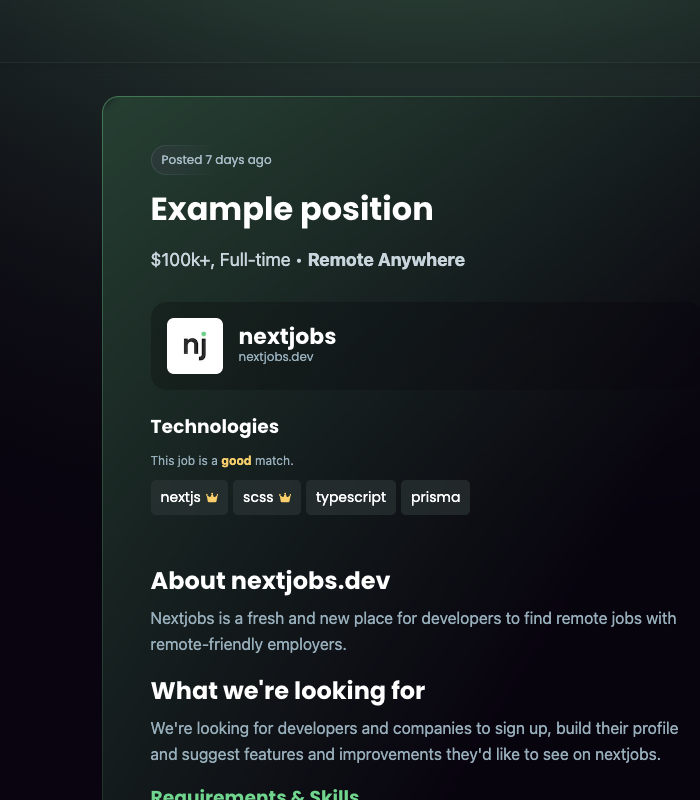 Posted 7 days ago
Example position
$100k+, Full-time • Remote Anywhere
nj
nextjobs
nextjobs.dev
Technologies
This job is a good match.
nextjs scss typescript prisma
About nextjobs.dev
Nextjobs is a fresh and new place for developers to find remote jobs with
remote-friendly employers.
What we're looking for
We're looking for developers and companies to sign up, build their profile
and suggest features and improvements they'd like to see on nextjobs.
Requirements & Skills